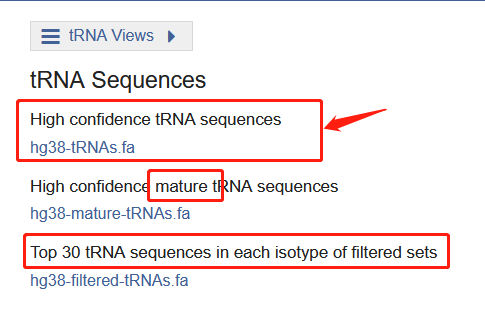 tRNA Views
tRNA Sequences
High confidence tRNA sequences
hg38-tRNAs.fa
High confidence mature tRNA sequences
hg38-mature-tRNAs.fa
Top 30 tRNA sequences in each isotype of filtered sets
hg38-filtered-tRNAs.fa